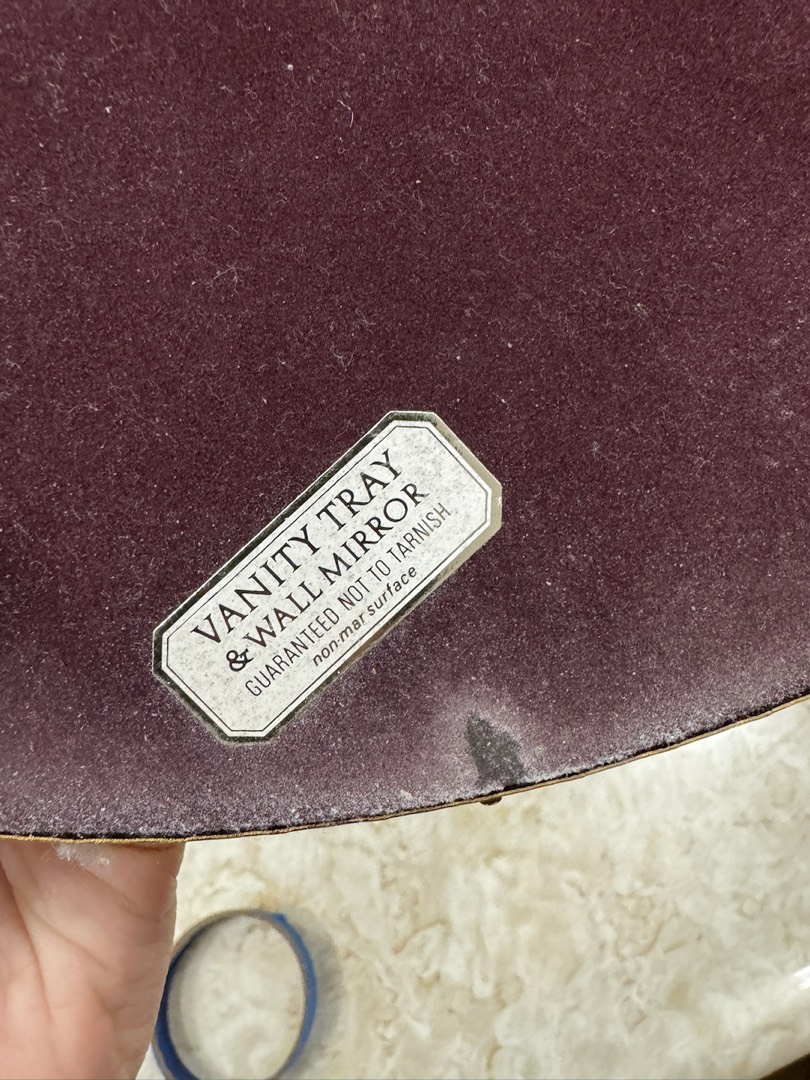 VANITY TRAY
& WALL MIRROR
GUARANTEED NOT TO TARNISH
non-mar surface